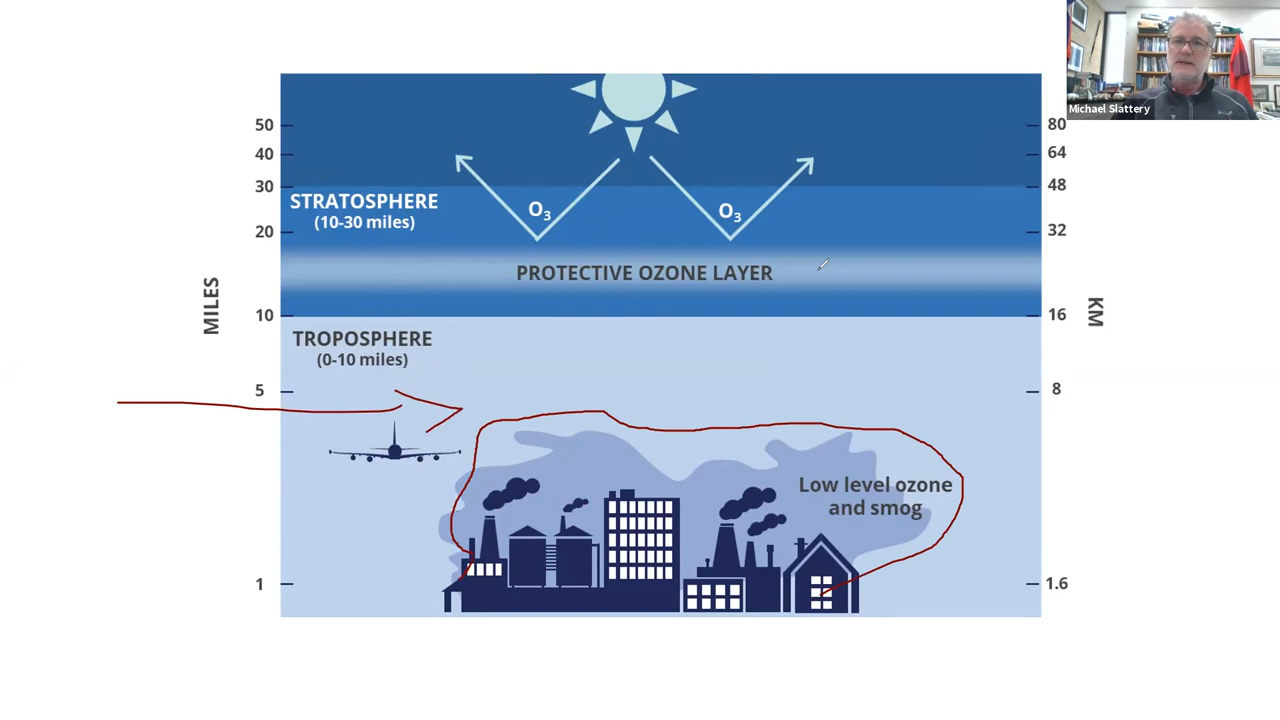 Michael Slattery
50
80
40
64
30
48
STRATOSPHERE
(10-30 miles)
O₃
O₃
20
32
PROTECTIVE OZONE LAYER
MILES
KM
10
16
TROPOSPHERE
(0-10 miles)
5
8
Low level ozone
and smog
1
1.6